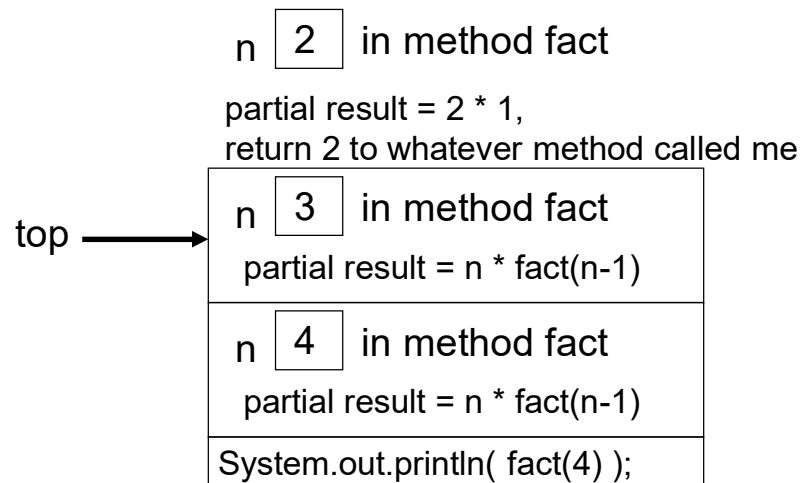 n 2 in method fact
partial result = 2 * 1,
return 2 to whatever method called me
n 3 in method fact
top
partial result = n * fact(n-1)
n 4 in method fact
partial result = n * fact(n-1)
System.out.println( fact(4) );